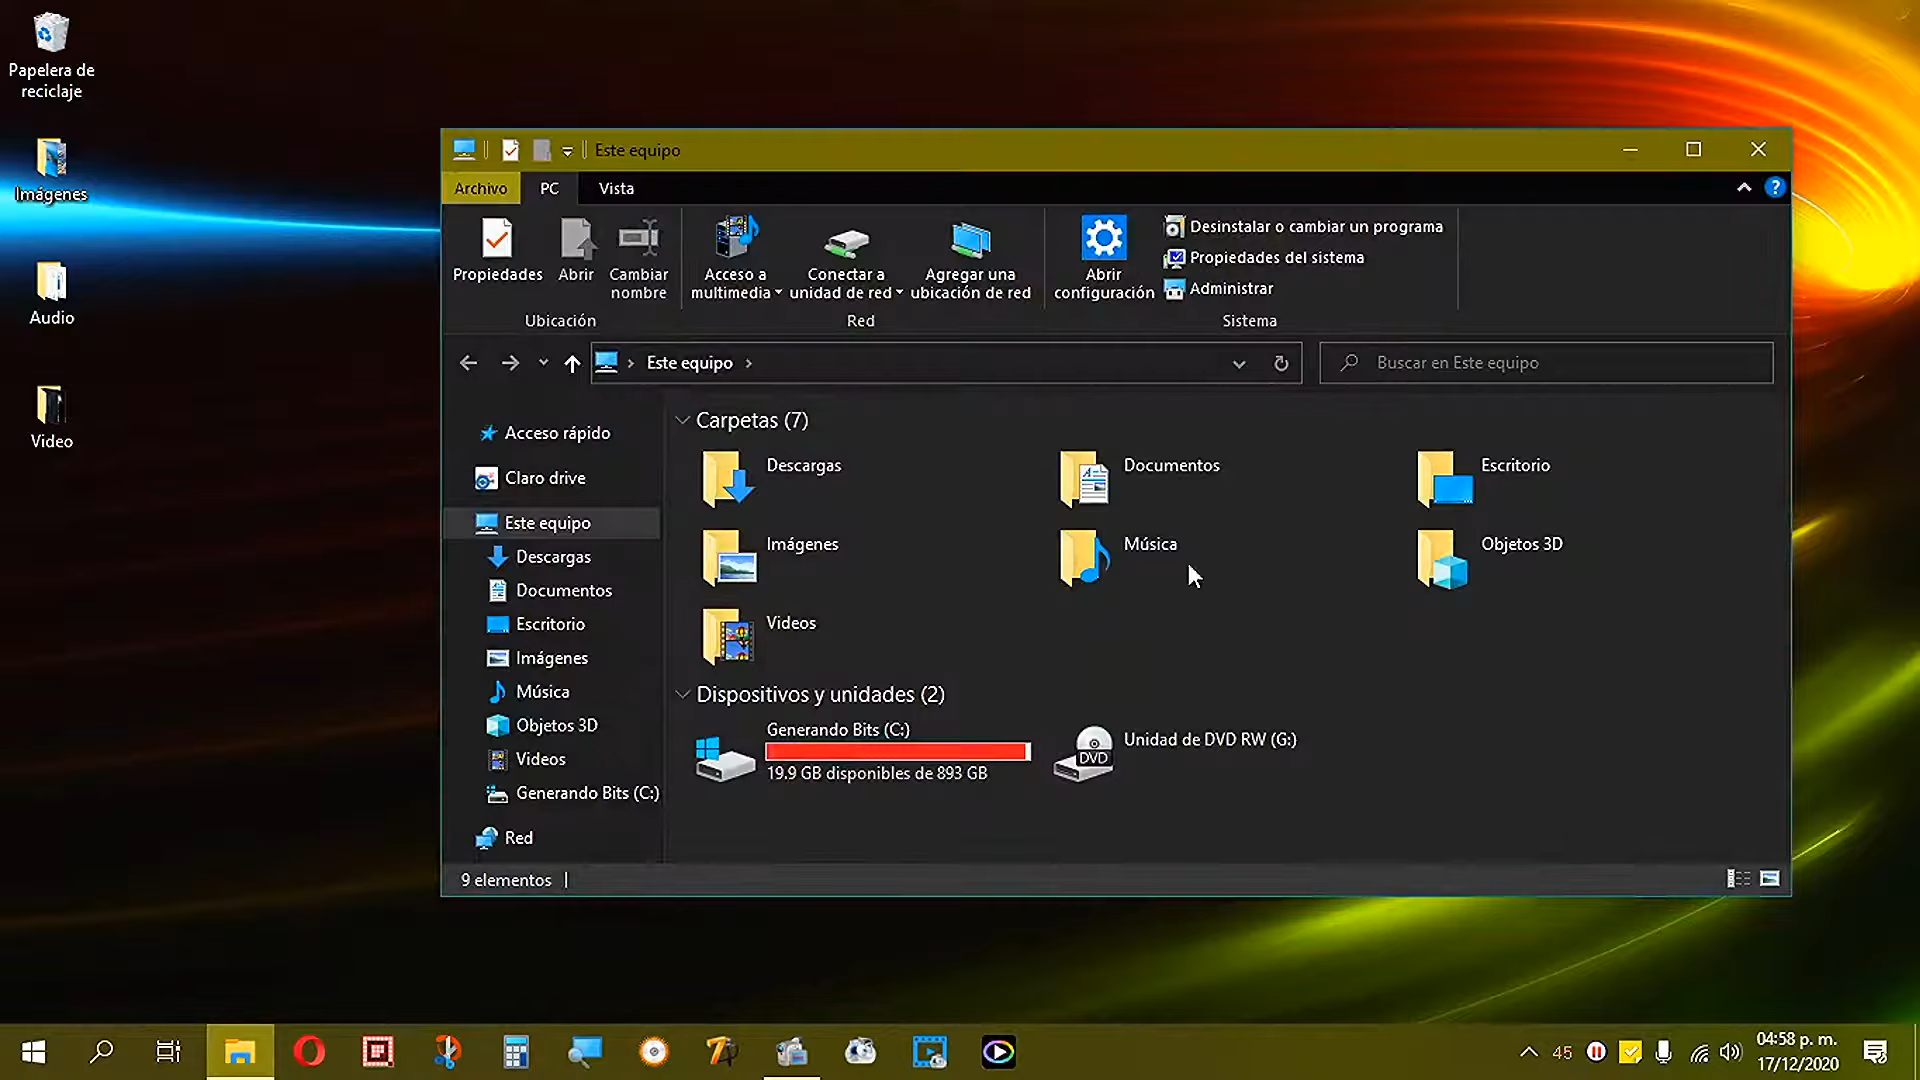 Papelera de
reciclaje
Imágenes
Audio
Video
Este equipo
Archivo PC Vista
Propiedades
Abrir
Cambiar
nombre
Ubicación
Acceso a
multimedia
Conectar a
unidad de red
Agregar una
ubicación de red
Red
Abrir
configuración
Desinstalar o cambiar un programa
Propiedades del sistema
Administrar
Sistema
Este equipo
Buscar en Este equipo
Acceso rápido
Claro drive
Este equipo
Descargas
Documentos
Escritorio
Imágenes
Música
Objetos 3D
Videos
Generando Bits (C:)
Red
Carpetas (7)
Descargas
Documentos
Escritorio
Imágenes
Música
Objetos 3D
Videos
Dispositivos y unidades (2)
Generando Bits (C:)
19.9 GB disponibles de 893 GB
DVD
Unidad de DVD RW (G:)
9 elementos
45
04:58 p. m.
17/12/2020